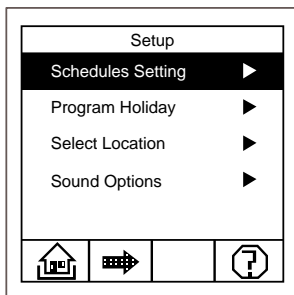 Setup
Schedules Setting
Program Holiday
Select Location
Sound Options
?